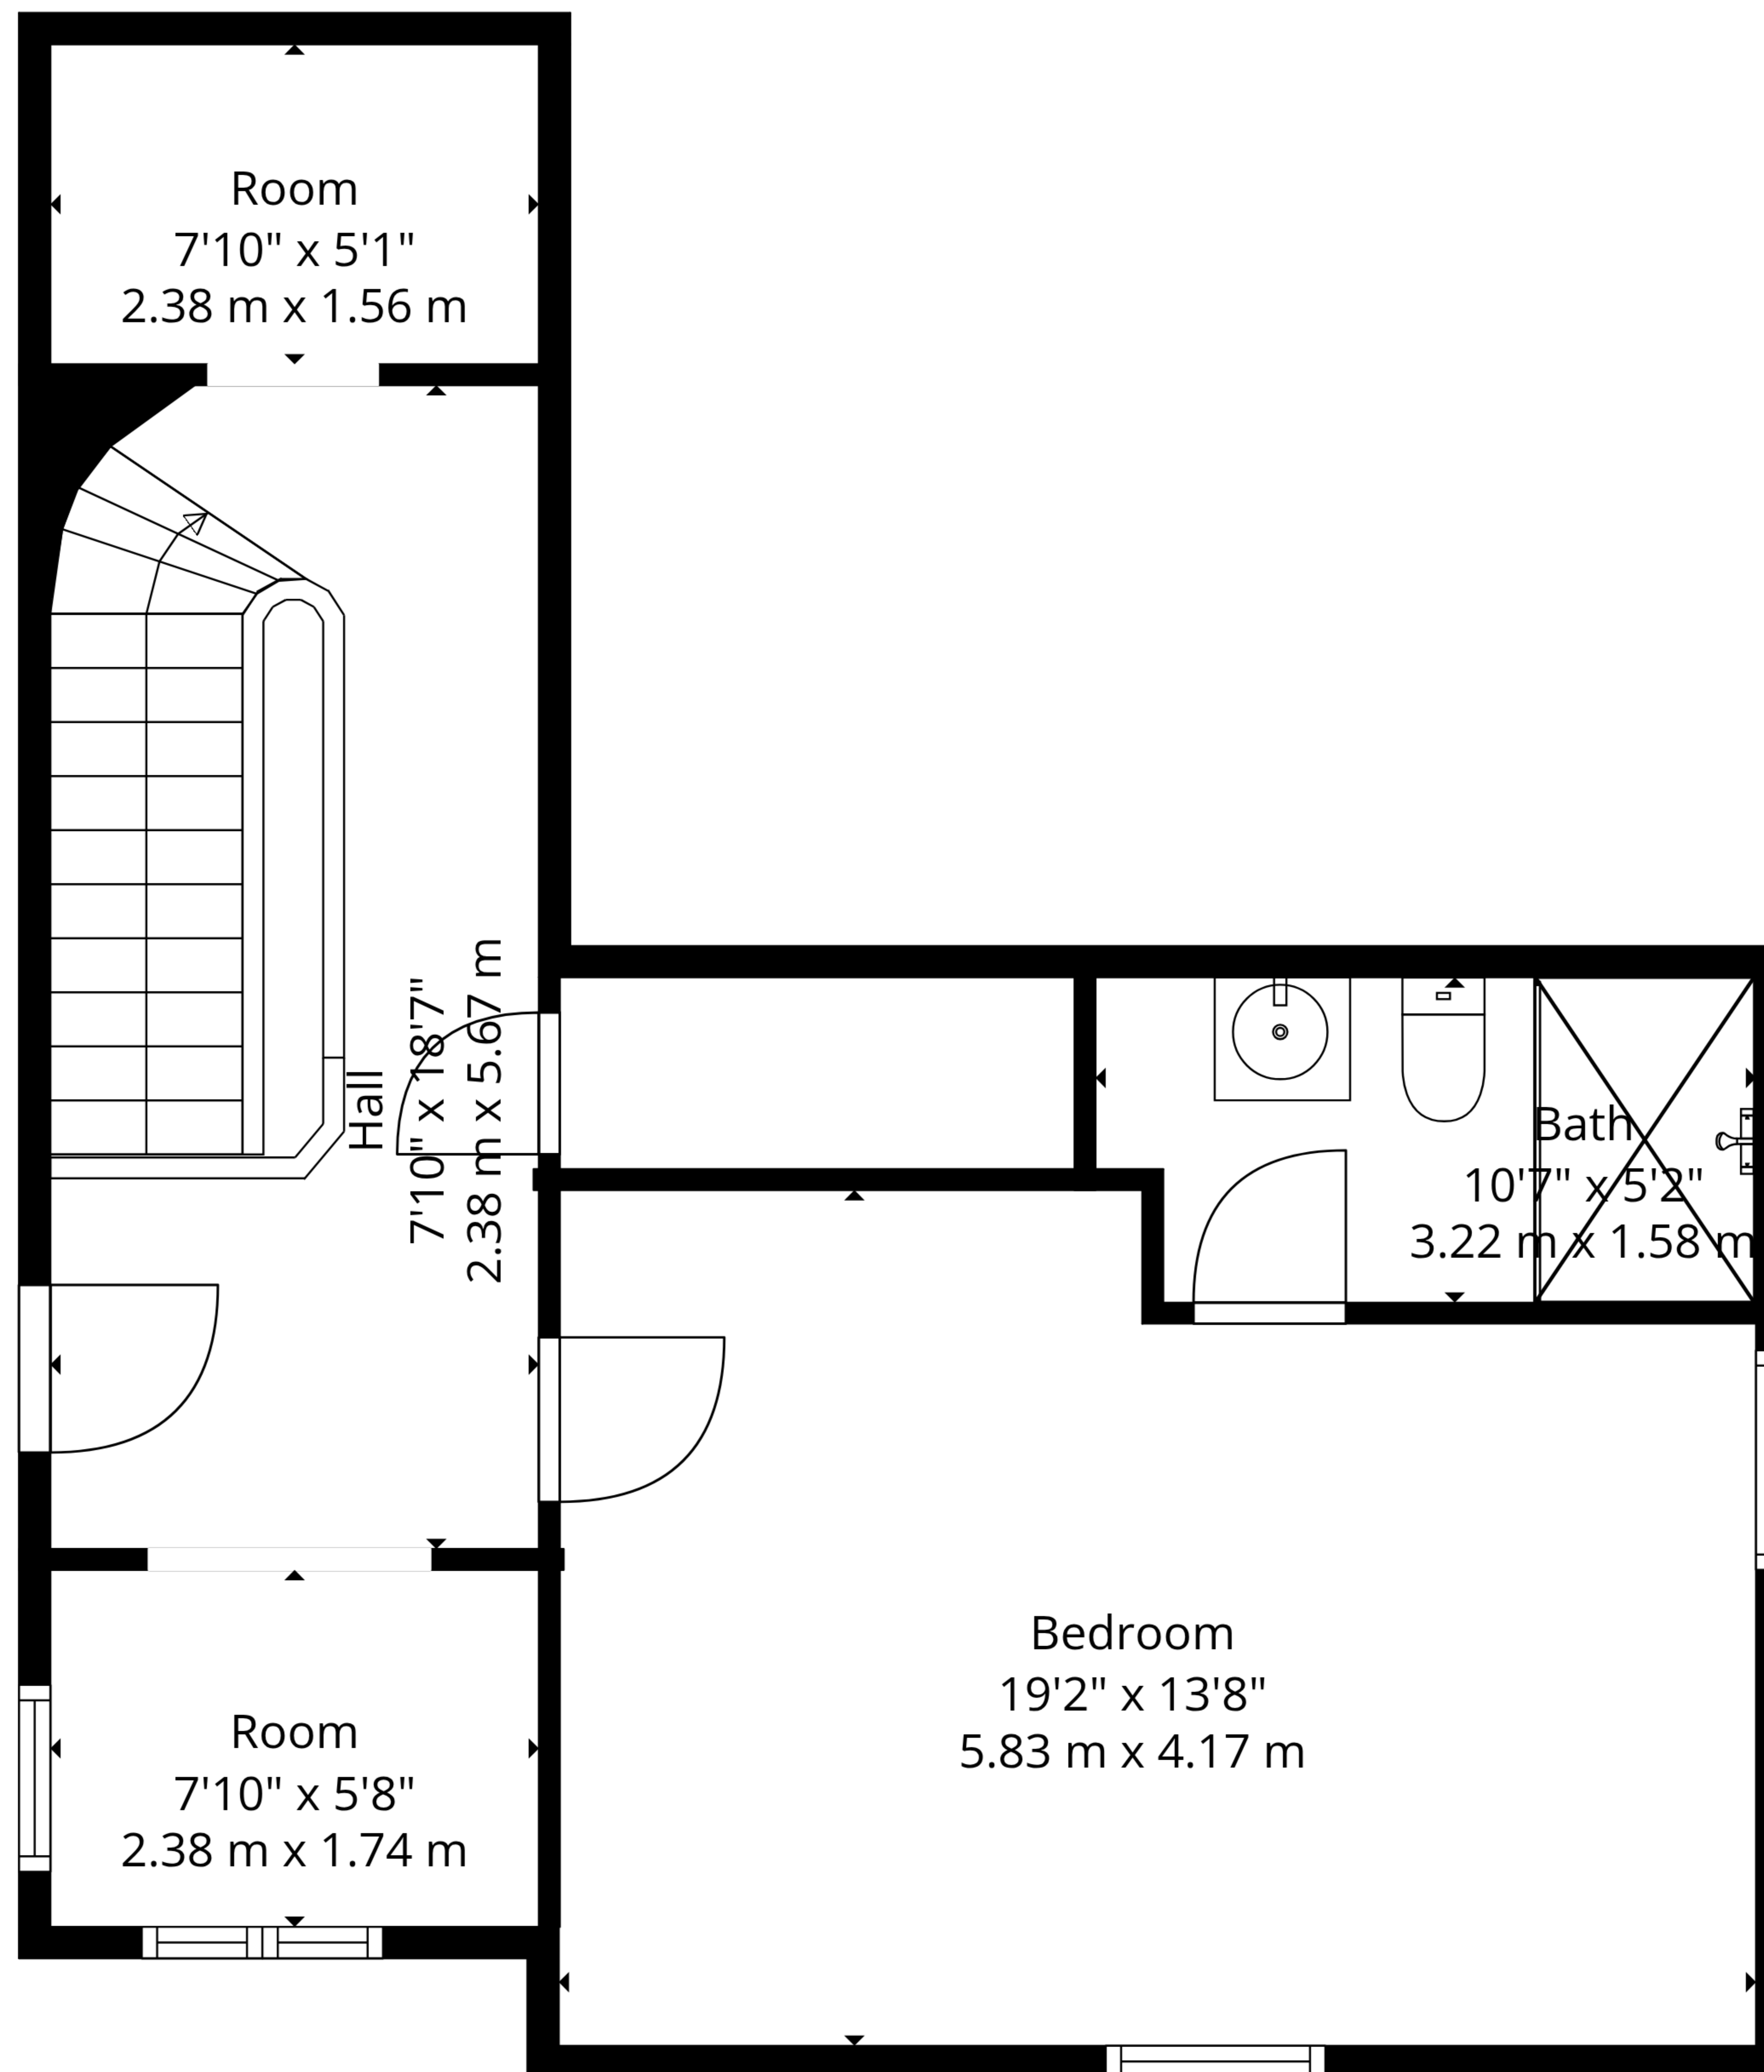 Room
7'10" x 5'1"
2.38 m x 1.56 m
Hall
7'10" x 18'7"
2.38 m x 5.67 m
Bath
10'7" x 5'2"
3.22 m x 1.58 m
Bedroom
19'2" x 13'8"
5.83 m x 4.17 m
Room
7'10" x 5'8"
2.38 m x 1.74 m